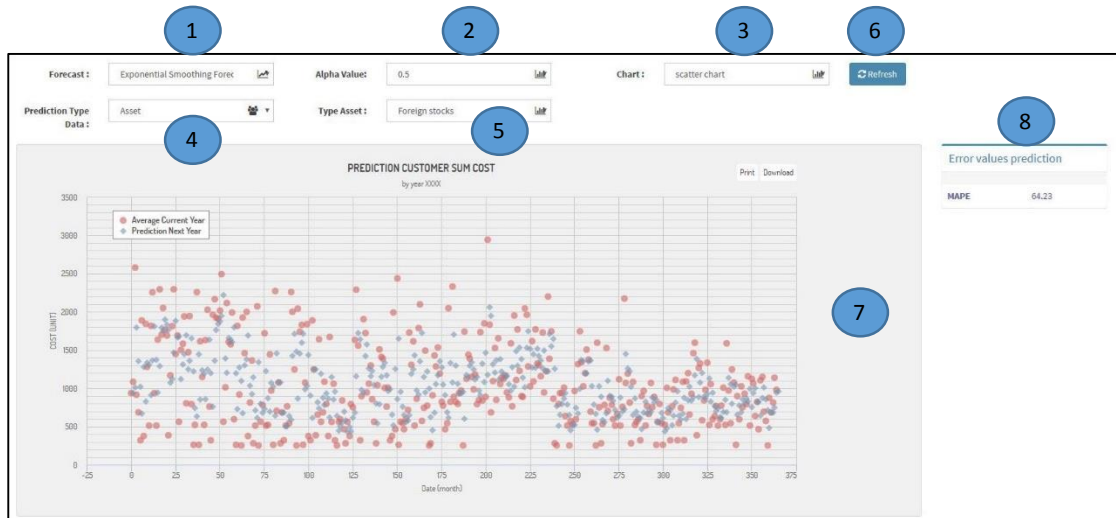 1 2 3 6
Forecast : Exponential Smoothing Forec Alpha Value: 0.5 Chart : scatter chart Refresh
Prediction Type Data : Asset Type Asset : Foreign stocks
4 5 8
Error values prediction
MAPE 64.23
PREDICTION CUSTOMER SUM COST
by year XXXX
Print Download
Average Current Year
Prediction Next Year
3500
3000
2500
2000
1500
1000
500
0
COST (UNIT)
7
-25 0 25 50 75 100 125 150 175 200 225 250 275 300 325 350 375
Date (month)